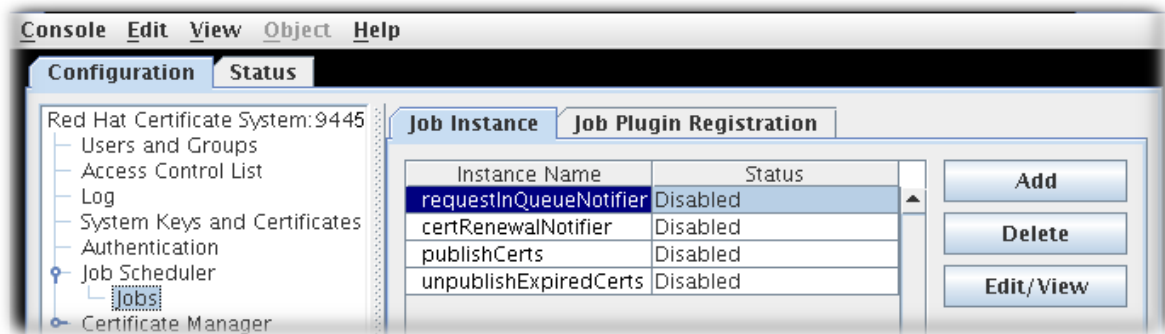 Console Edit View Object Help
Configuration Status
Red Hat Certificate System:9445
Users and Groups
Access Control List
Log
System Keys and Certificates
Authentication
Job Scheduler
Jobs
Certificate Manager
Job Instance Job Plugin Registration
Instance Name Status
requestInQueueNotifier Disabled
certRenewalNotifier Disabled
publishCerts Disabled
unpublishExpiredCerts Disabled
Add
Delete
Edit/View